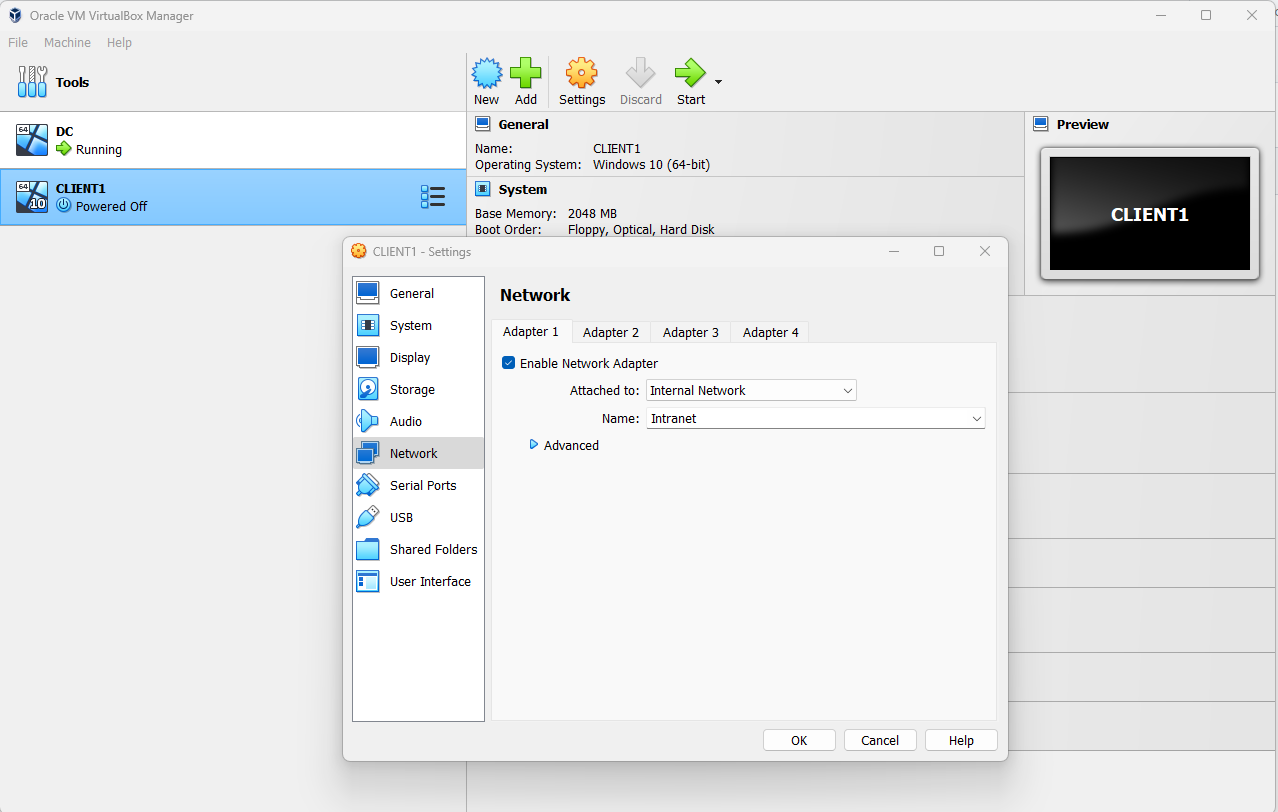 Oracle VM VirtualBox Manager
File Machine Help
Tools
New Add Settings Discard Start
64
DC
Running
64
10
CLIENT1
Powered Off
General
Name: CLIENT1
Operating System: Windows 10 (64-bit)
System
Base Memory: 2048 MB
Boot Order: Floppy, Optical, Hard Disk
Preview
CLIENT1
CLIENT1 - Settings
General
System
Display
Storage
Audio
Network
Serial Ports
USB
Shared Folders
User Interface
Network
Adapter 1 Adapter 2 Adapter 3 Adapter 4
Enable Network Adapter
Attached to: Internal Network
Name: Intranet
Advanced
OK Cancel Help